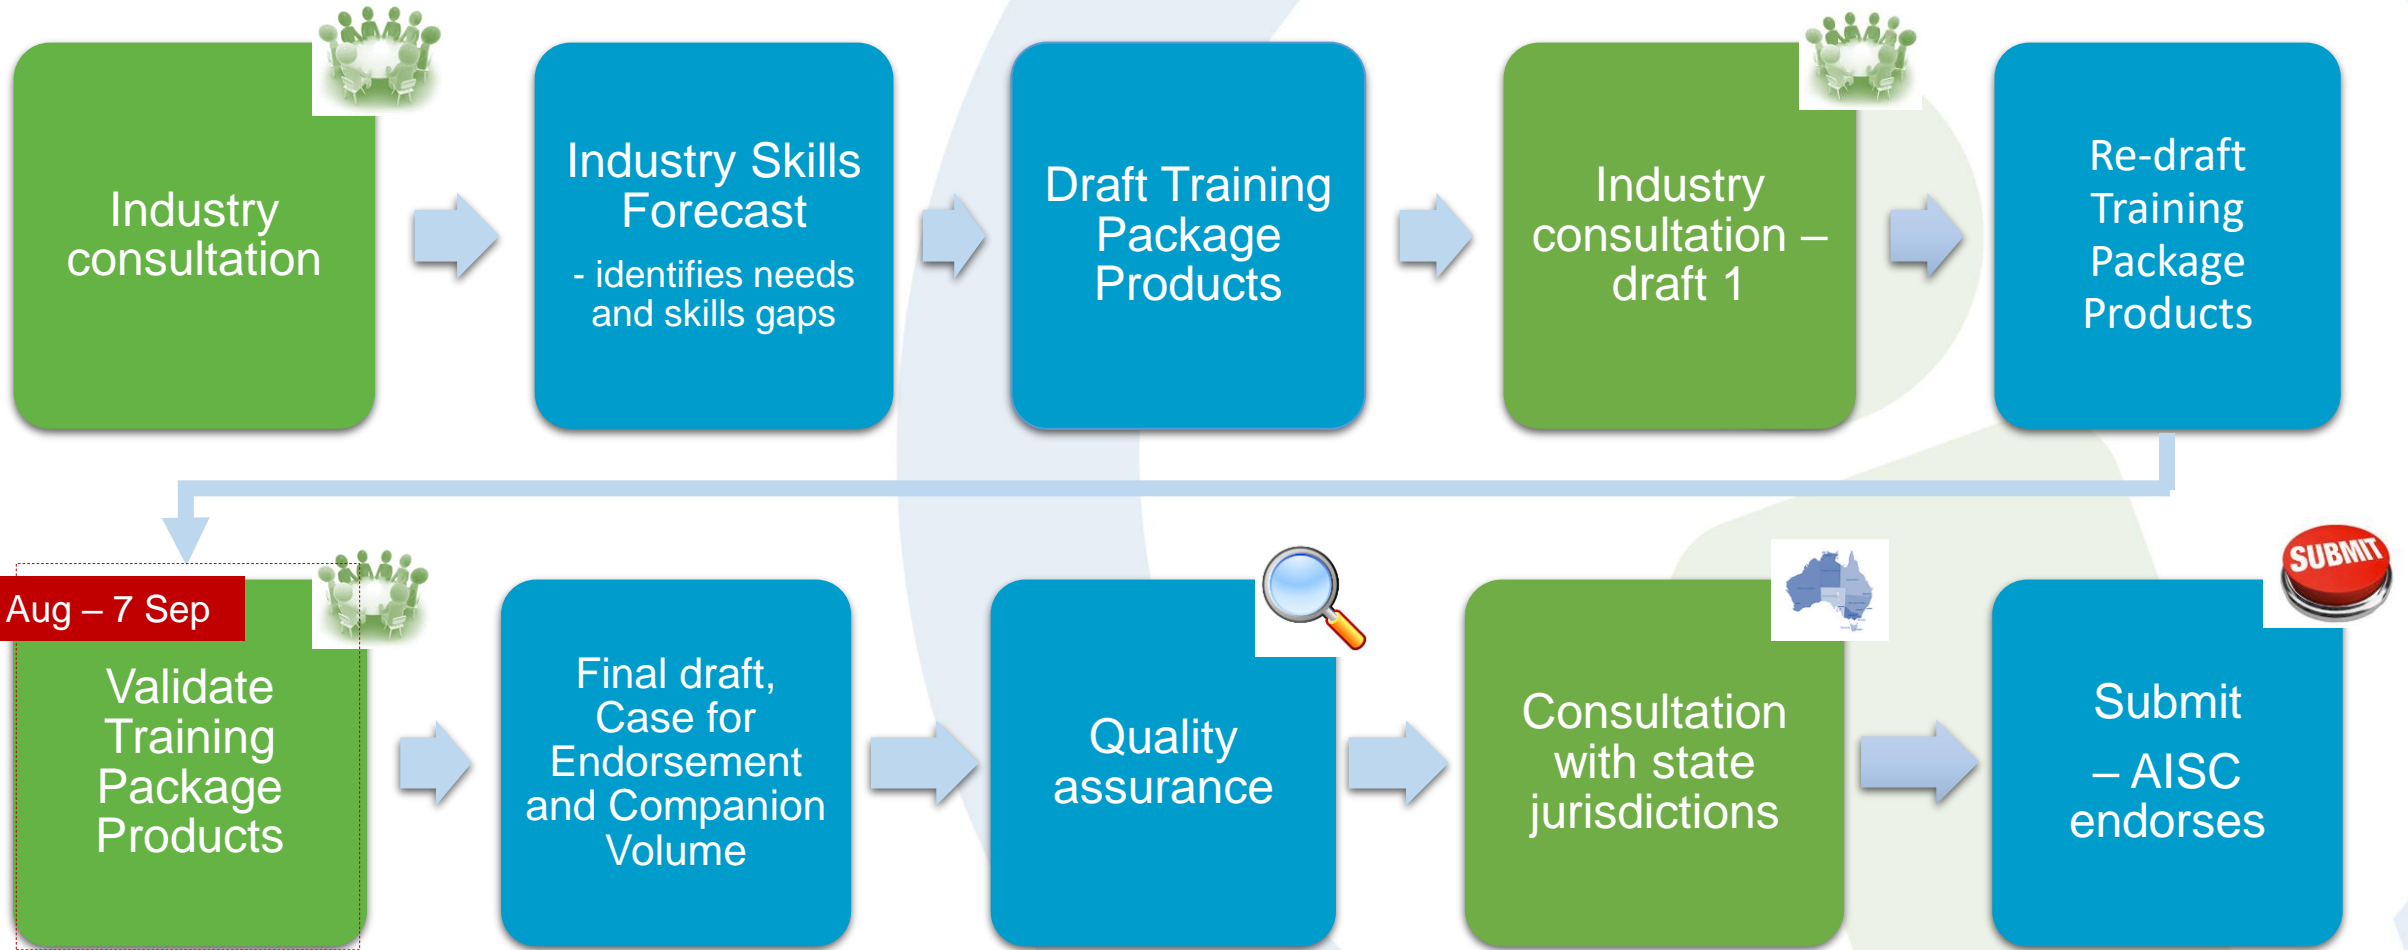 Industry
consultation
Industry Skills
Forecast
- identifies needs
and skills gaps
Draft Training
Package
Products
Industry
consultation –
draft 1
Re-draft
Training
Package
Products
Aug – 7 Sep
Validate
Training
Package
Products
Final draft,
Case for
Endorsement
and Companion
Volume
Quality
assurance
Consultation
with state
jurisdictions
SUBMIT
Submit
– AISC
endorses